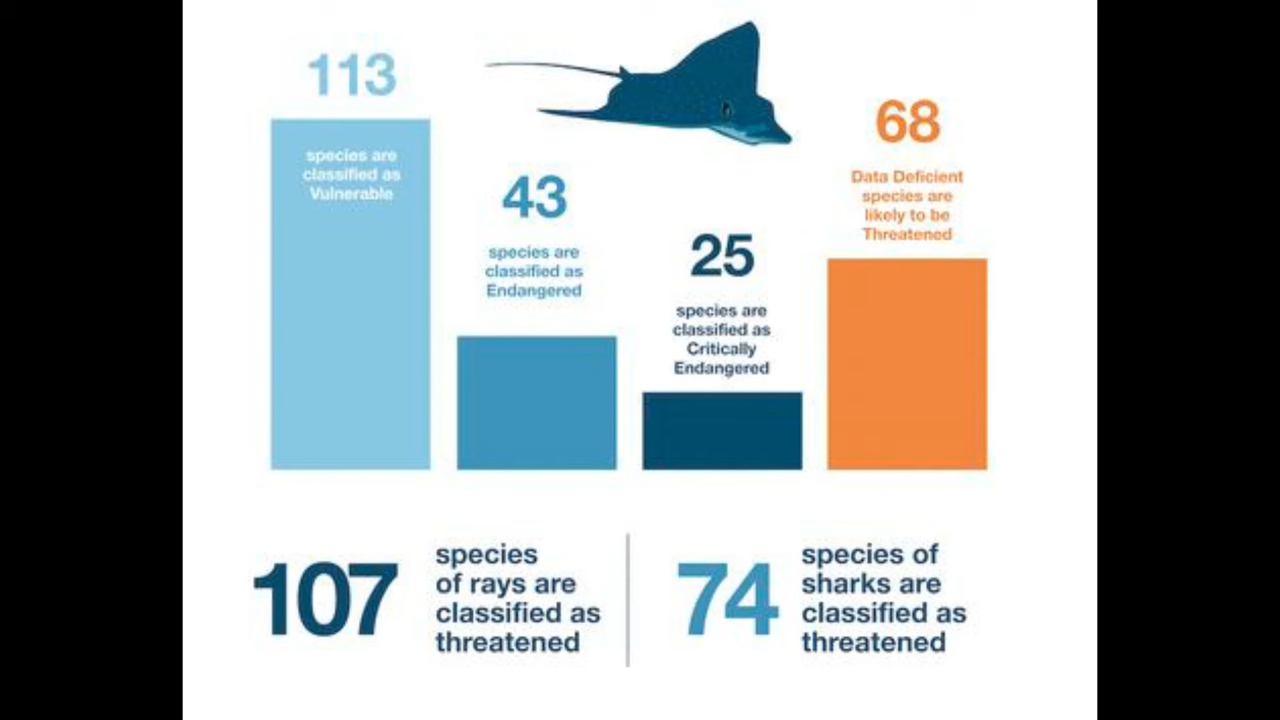 113
species are
classified as
Vulnerable
43
species are
classified as
Endangered
25
species are
classified as
Critically
Endangered
68
Data Deficient
species are
likely to be
Threatened
107
species
of rays are
classified as
threatened
74
species of
sharks are
classified as
threatened